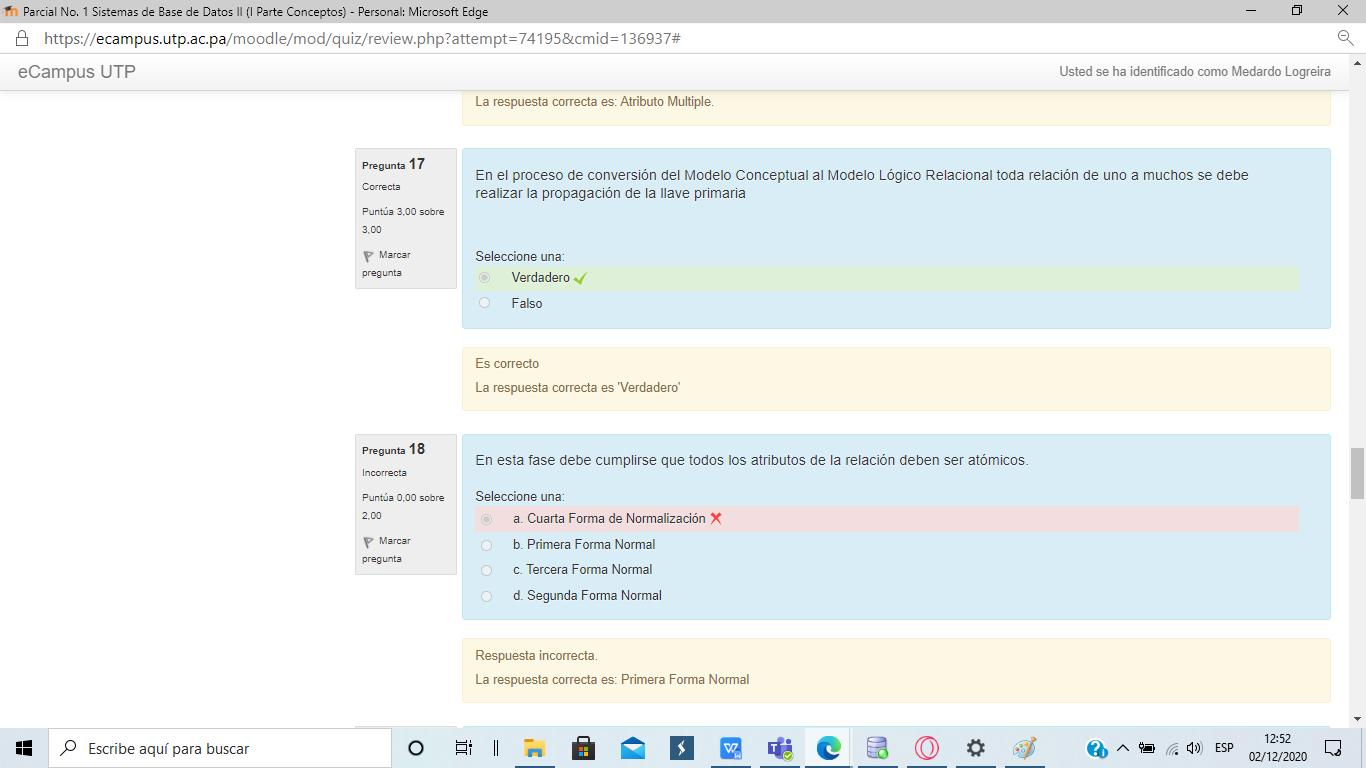 Parcial No. 1 Sistemas de Base de Datos II (I Parte Conceptos) - Personal: Microsoft Edge
https://ecampus.utp.ac.pa/moodle/mod/quiz/review.php?attempt=74195&cmid=136937#
eCampus UTP
Usted se ha identificado como Medardo Logreira
La respuesta correcta es: Atributo Multiple.
Pregunta 17
Correcta
Puntúa 3,00 sobre
3,00
Marcar
pregunta
En el proceso de conversión del Modelo Conceptual al Modelo Lógico Relacional toda relación de uno a muchos se debe
realizar la propagación de la llave primaria
Seleccione una:
Verdadero
Falso
Es correcto
La respuesta correcta es 'Verdadero'
Pregunta 18
Incorrecta
Puntúa 0,00 sobre
2,00
Marcar
pregunta
En esta fase debe cumplirse que todos los atributos de la relación deben ser atómicos.
Seleccione una:
a. Cuarta Forma de Normalización
b. Primera Forma Normal
c. Tercera Forma Normal
d. Segunda Forma Normal
Respuesta incorrecta.
La respuesta correcta es: Primera Forma Normal
Escribe aquí para buscar
ESP
12:52
02/12/2020